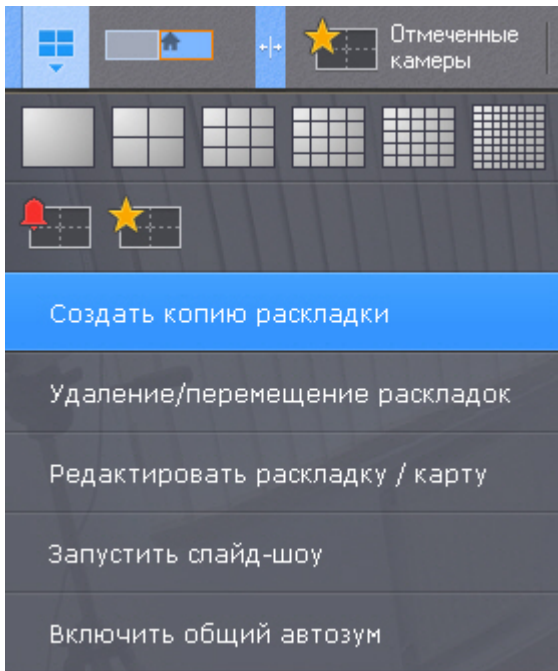 Отмеченные
камеры
Создать копию раскладки
Удаление/перемещение раскладок
Редактировать раскладку / карту
Запустить слайд-шоу
Включить общий автозум